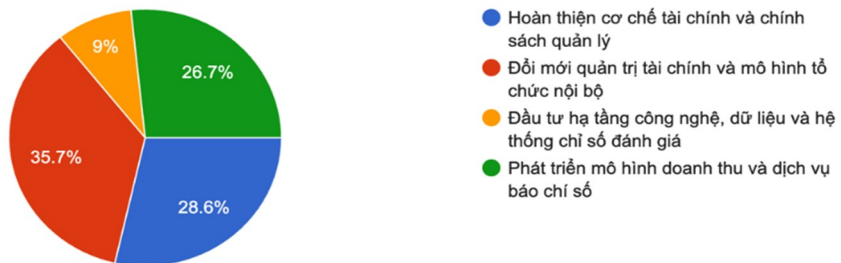 9%
26.7%
35.7%
28.6%
Hoàn thiện cơ chế tài chính và chính
sách quản lý
Đổi mới quản trị tài chính và mô hình tổ
chức nội bộ
Đầu tư hạ tầng công nghệ, dữ liệu và hệ
thống chỉ số đánh giá
Phát triển mô hình doanh thu và dịch vụ
báo chí số